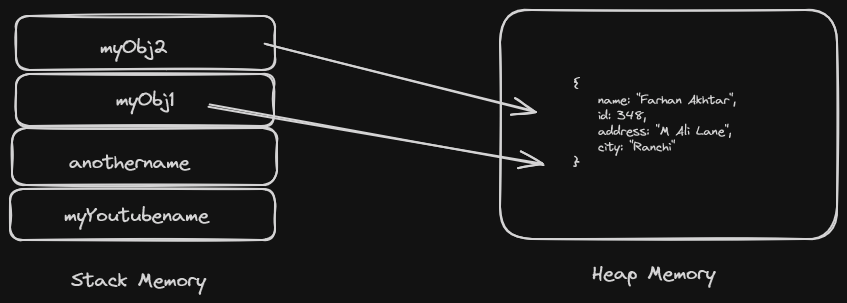 myObj2
myObj1
anothername
myYoutubename
Stack Memory
{
name: "Farhan Akhtar",
id: 348,
address: "M Ali Lane",
city: "Ranchi"
}
Heap Memory